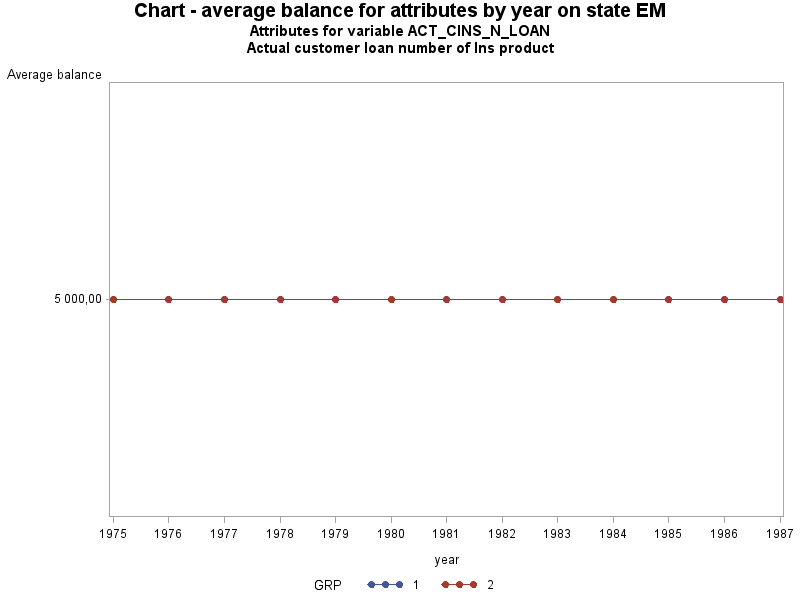 Chart - average balance for attributes by year on state EM
Attributes for variable ACT_CINS_N_LOAN
Actual customer loan number of Ins product
Average balance
5 000,00
1975 1976 1977 1978 1979 1980 1981 1982 1983 1984 1985 1986 1987
year
GRP 1 2